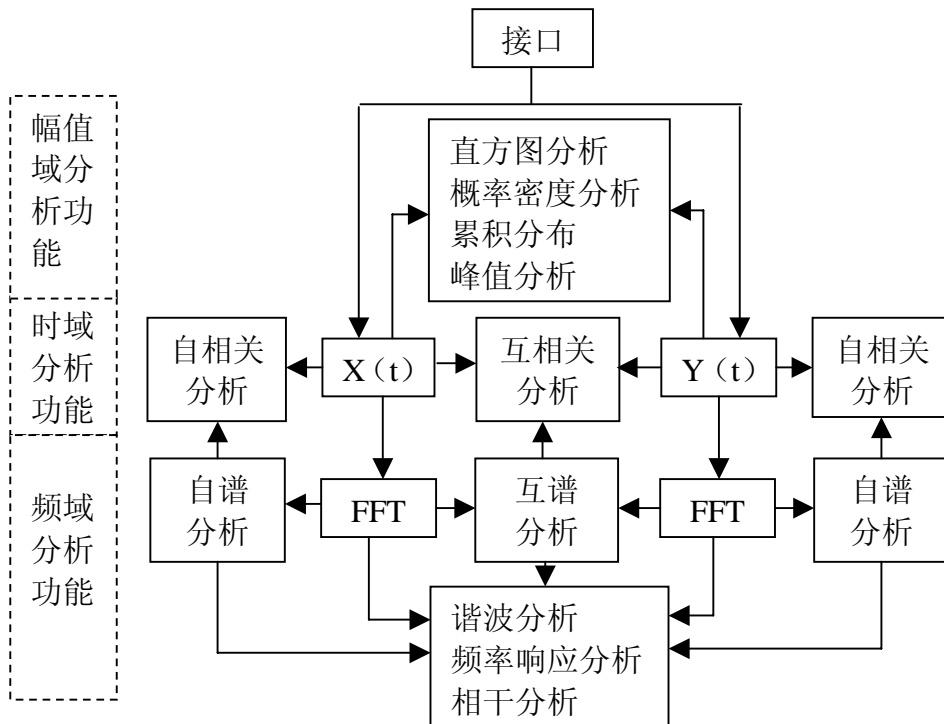 接口
幅值
域分
析功
能
直方图分析
概率密度分析
累积分布
峰值分析
时域
分析
功能
自相关
分析
X（t）
互相关
分析
Y（t）
自相关
分析
频域
分析
功能
自谱
分析
FFT
互谱
分析
FFT
自谱
分析
谐波分析
频率响应分析
相干分析